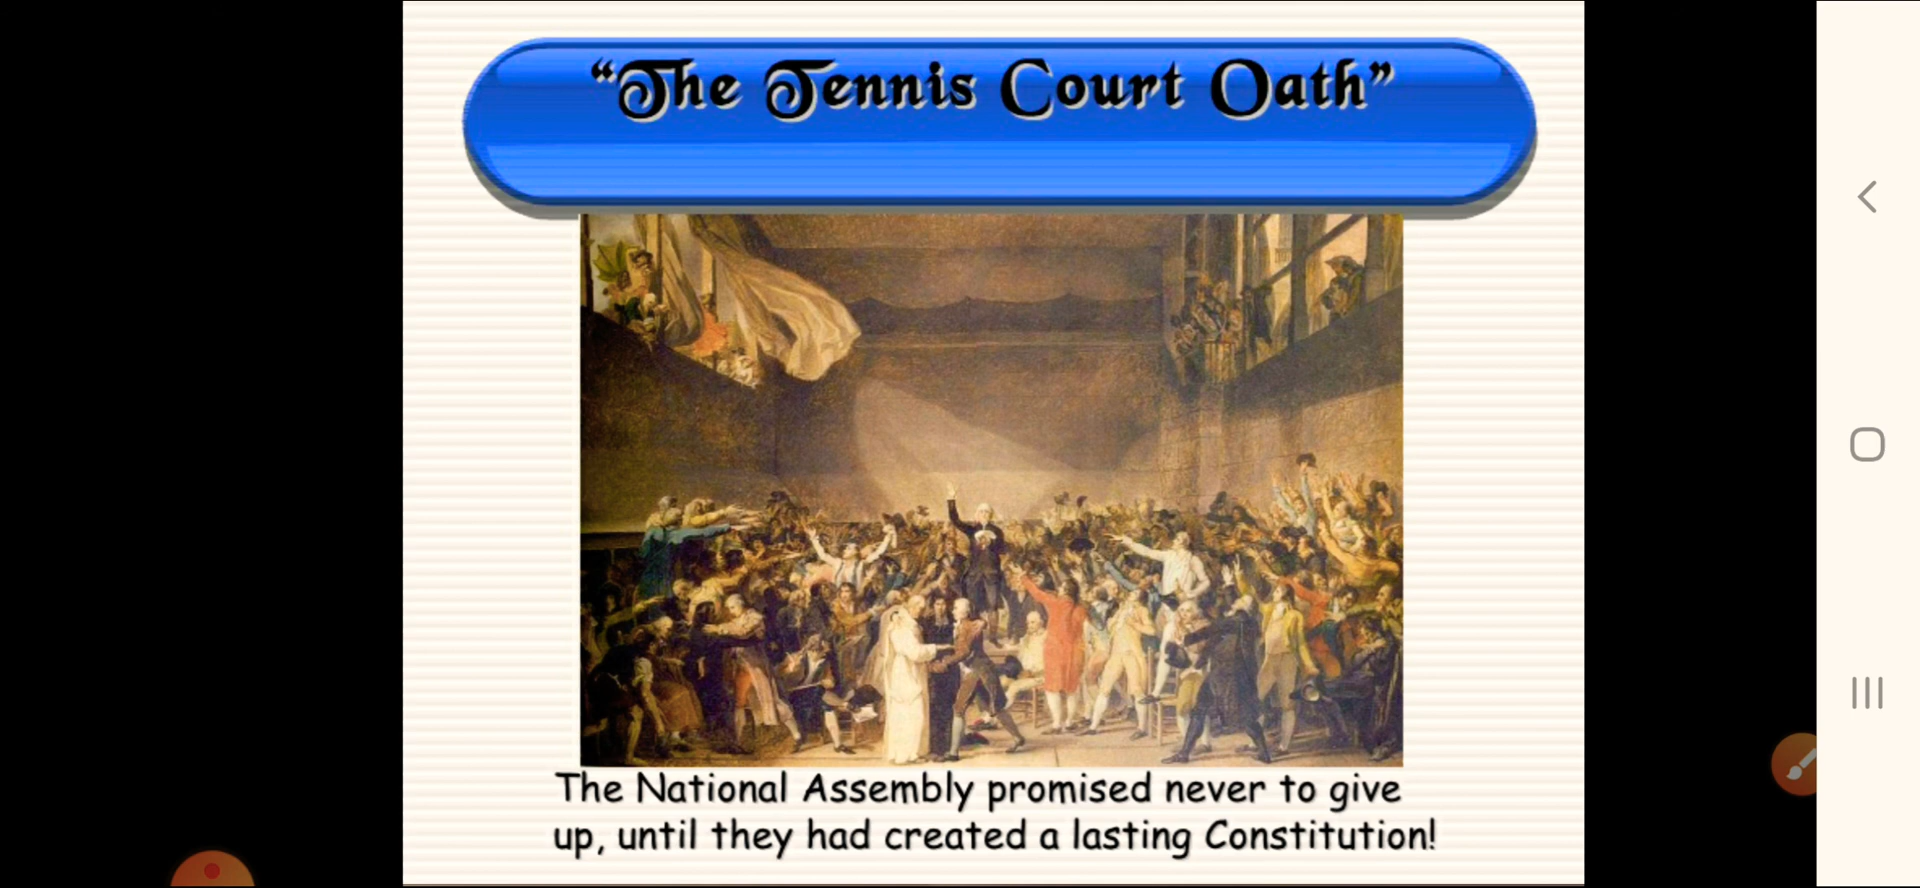 “The Tennis Court Oath”
The National Assembly promised never to give
up, until they had created a lasting Constitution!